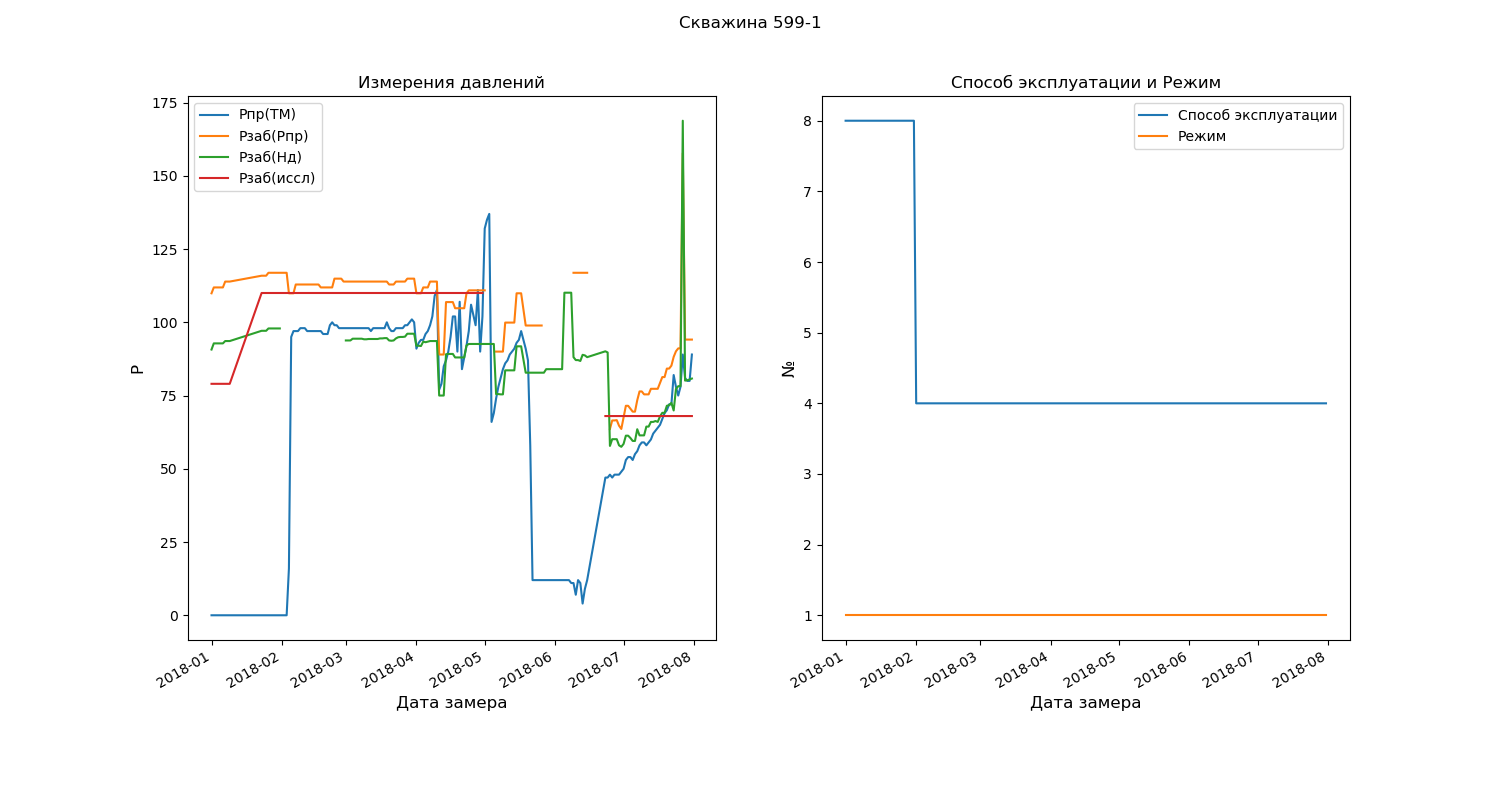 Скважина 599-1
Измерения давлений
Рпр(ТМ)
Рзаб(Рпр)
Рзаб(Нд)
Рзаб(иссл)
175
150
125
100
75
50
25
0
Р
2018-01
2018-02
2018-03
2018-04
2018-05
2018-06
2018-07
2018-08
Дата замера
Способ эксплуатации и Режим
Способ эксплуатации
Режим
8
7
6
5
4
3
2
1
№
2018-01
2018-02
2018-03
2018-04
2018-05
2018-06
2018-07
2018-08
Дата замера